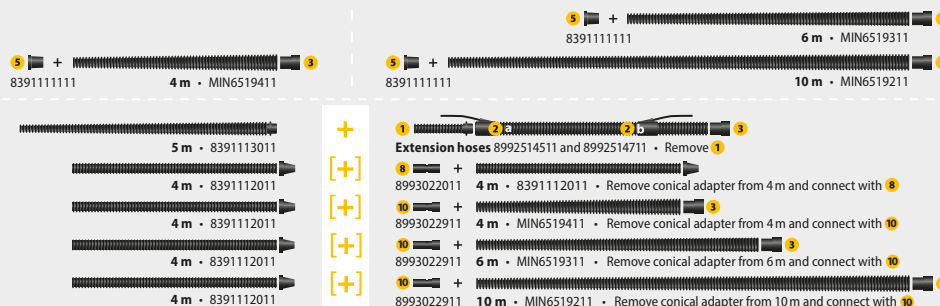 5 +
8391111111 6 m • MIN6519311
5 + 3
8391111111 4 m • MIN6519411
5 +
8391111111 10 m • MIN6519211
5 m • 8391113011
+
1 2 a 2 b 3
Extension hoses 8992514511 and 8992514711 • Remove 1
4 m • 8391112011
[+]
8 +
8993022011 4 m • 8391112011 • Remove conical adapter from 4 m and connect with 8
4 m • 8391112011
[+]
10 + 3
8993022911 4 m • MIN6519411 • Remove conical adapter from 4 m and connect with 10
4 m • 8391112011
[+]
10 + 3
8993022911 6 m • MIN6519311 • Remove conical adapter from 6 m and connect with 10
4 m • 8391112011
[+]
10 +
8993022911 10 m • MIN6519211 • Remove conical adapter from 10 m and connect with 10